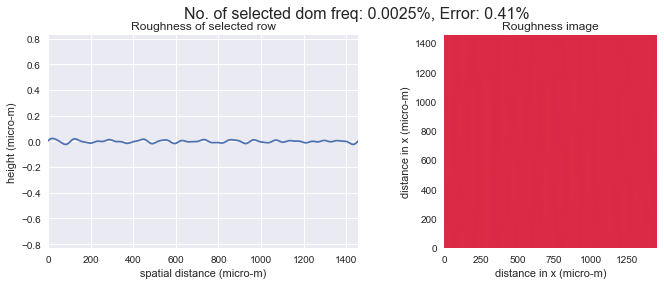 No. of selected dom freq: 0.0025%, Error: 0.41%
Roughness of selected row
0.8
0.6
0.4
0.2
0.0
−0.2
−0.4
−0.6
−0.8
height (micro-m)
0 200 400 600 800 1000 1200 1400
spatial distance (micro-m)
Roughness image
1400
1200
1000
800
600
400
200
0
distance in x (micro-m)
0 250 500 750 1000 1250
distance in x (micro-m)